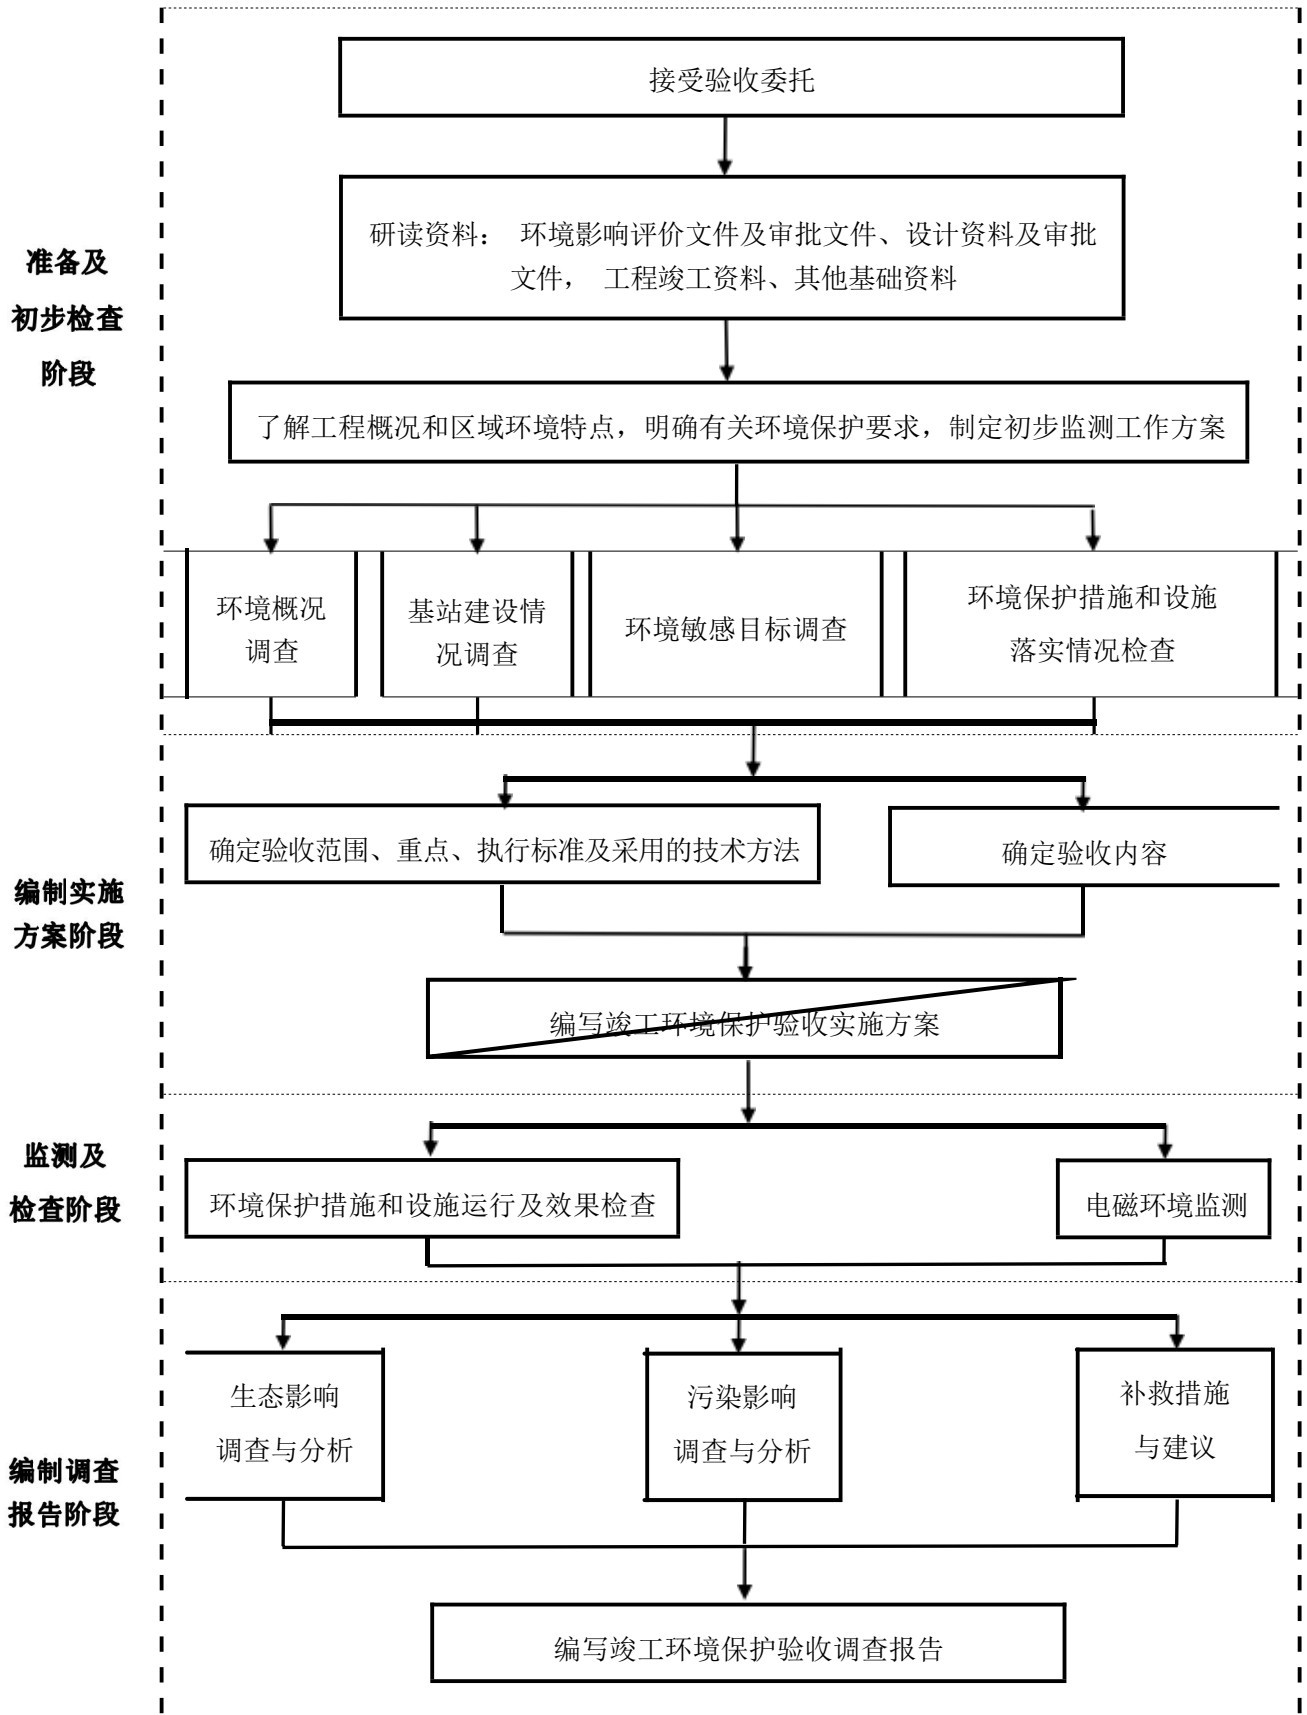 接受验收委托
准备及
初步检查
阶段
研读资料： 环境影响评价文件及审批文件、设计资料及审批
文件， 工程竣工资料、其他基础资料
了解工程概况和区域环境特点，明确有关环境保护要求，制定初步监测工作方案
环境概况
调查
基站建设情
况调查
环境敏感目标调查
环境保护措施和设施
落实情况检查
编制实施
方案阶段
确定验收范围、重点、执行标准及采用的技术方法
确定验收内容
编写竣工环境保护验收实施方案
监测及
检查阶段
环境保护措施和设施运行及效果检查
电磁环境监测
编制调查
报告阶段
生态影响
调查与分析
污染影响
调查与分析
补救措施
与建议
编写竣工环境保护验收调查报告